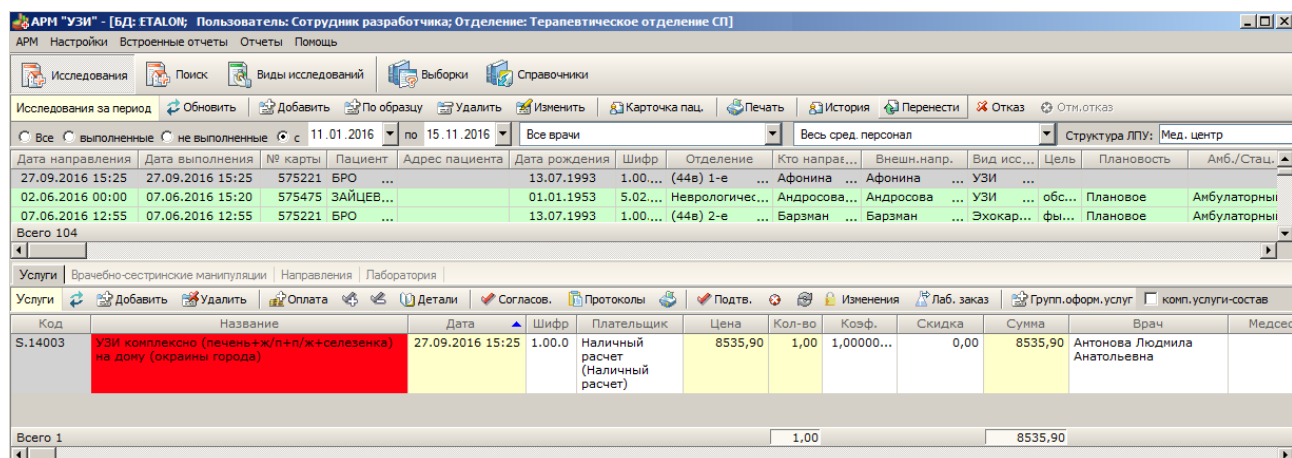 АРМ "УЗИ" - [БД: ETALON; Пользователь: Сотрудник разработчика; Отделение: Терапевтическое отделение СП]
АРМ Настройки Встроенные отчеты Отчеты Помощь
Исследования Поиск Виды исследований Выборки Справочники
Исследования за период Обновить Добавить По образцу Удалить Изменить Карточка пац. Печать История Перенести Отказ Отм.отказ
Все выполненные не выполненные с 11.01.2016 по 15.11.2016 Все врачи Весь сред. персонал Структура ЛПУ: Мед. центр
Дата направления Дата выполнения № карты Пациент Адрес пациента Дата рождения Шифр Отделение Кто направ... Внешн.напр. Вид исс... Цель Плановость Амб./Стац.
27.09.2016 15:25 27.09.2016 15:25 575221 БРО ... 13.07.1993 1.00.... (44в) 1-е ... Афонина ... Афонина ... УЗИ ...
02.06.2016 00:00 07.06.2016 15:20 575475 ЗАЙЦЕВ... 01.01.1953 5.02.... Неврологичес... Андросова... Андросова ... УЗИ ... обс... Плановое Амбулаторный
07.06.2016 12:55 07.06.2016 12:55 575221 БРО ... 13.07.1993 1.00.... (44в) 2-е ... Барзман ... Барзман ... Эхокар... фы... Плановое Амбулаторный
Всего 104
Услуги Врачебно-сестринские манипуляции Направления Лаборатория
Услуги Добавить Удалить Оплата Детали Согласов. Протоколы Подтв. Изменения Лаб. заказ Групп.оформ.услуг комп.услуги-состав
Код Название Дата Шифр Плательщик Цена Кол-во Коэф. Скидка Сумма Врач Медсес
S.14003 УЗИ комплексно (печень+ж/п+п/ж+селезенка) 27.09.2016 15:25 1.00.0 Наличный 8535,90 1,00 1,00000... 0,00 8535,90 Антонова Людмила
на дому (окраины города) расчет Анатольевна
(Наличный
расчет)
Всего 1 1,00 8535,90